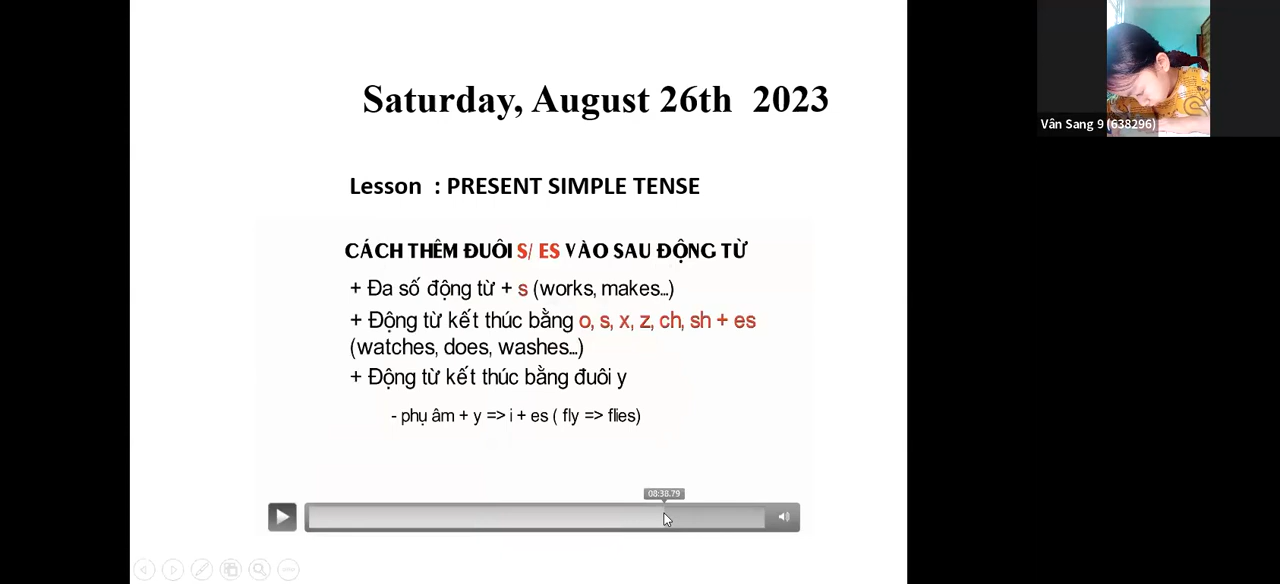 Saturday, August 26th 2023
Vân Sang 9 (638296)
Lesson : PRESENT SIMPLE TENSE
CÁCH THÊM ĐUÔI S/ ES VÀO SAU ĐỘNG TỪ
+ Đa số động từ + s (works, makes...)
+ Động từ kết thúc bằng o, s, x, z, ch, sh + es
(watches, does, washes...)
+ Động từ kết thúc bằng đuôi y
- phụ âm + y => i + es ( fly => flies)
08:38.79